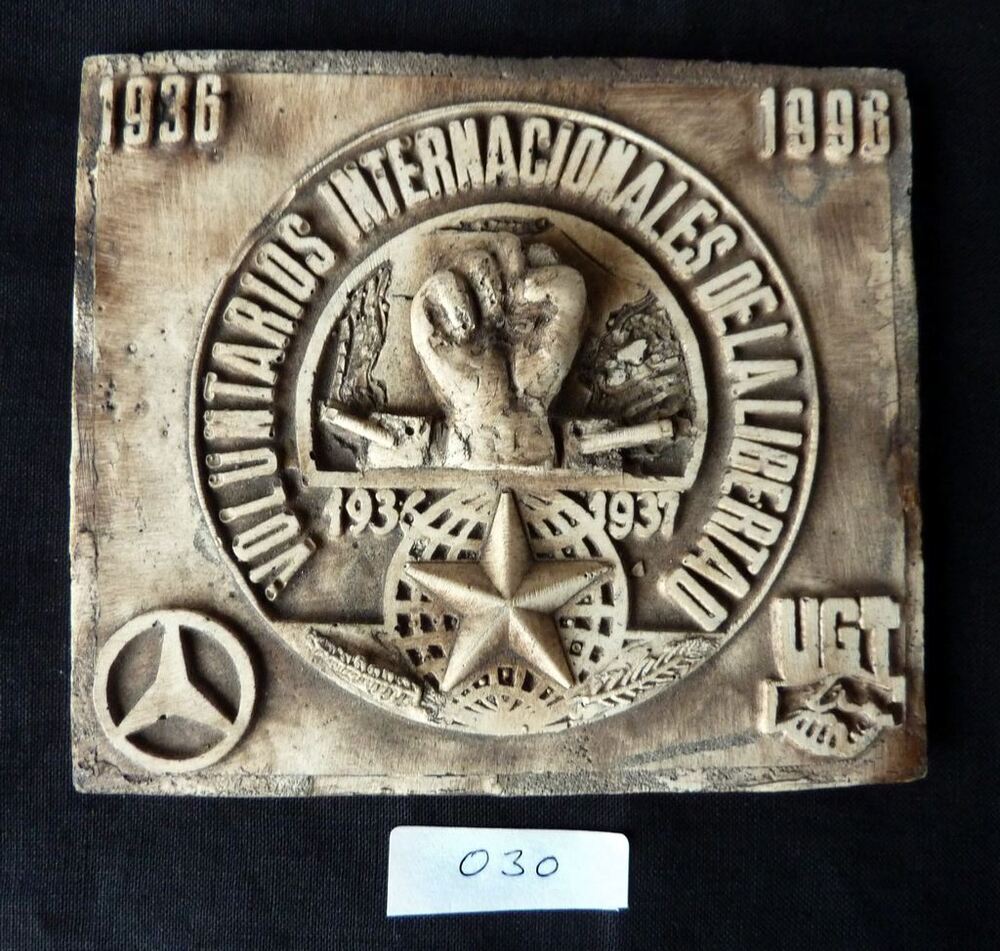 1936
1996
VOLUNTARIOS INTERNACIONALES DE LA LIBERTAD
1936
1937
UGT
030